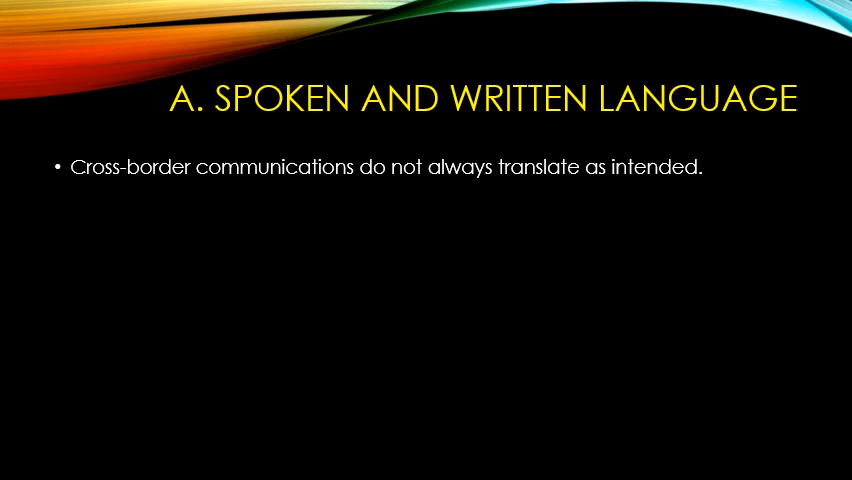 A. SPOKEN AND WRITTEN LANGUAGE
• Cross-border communications do not always translate as intended.